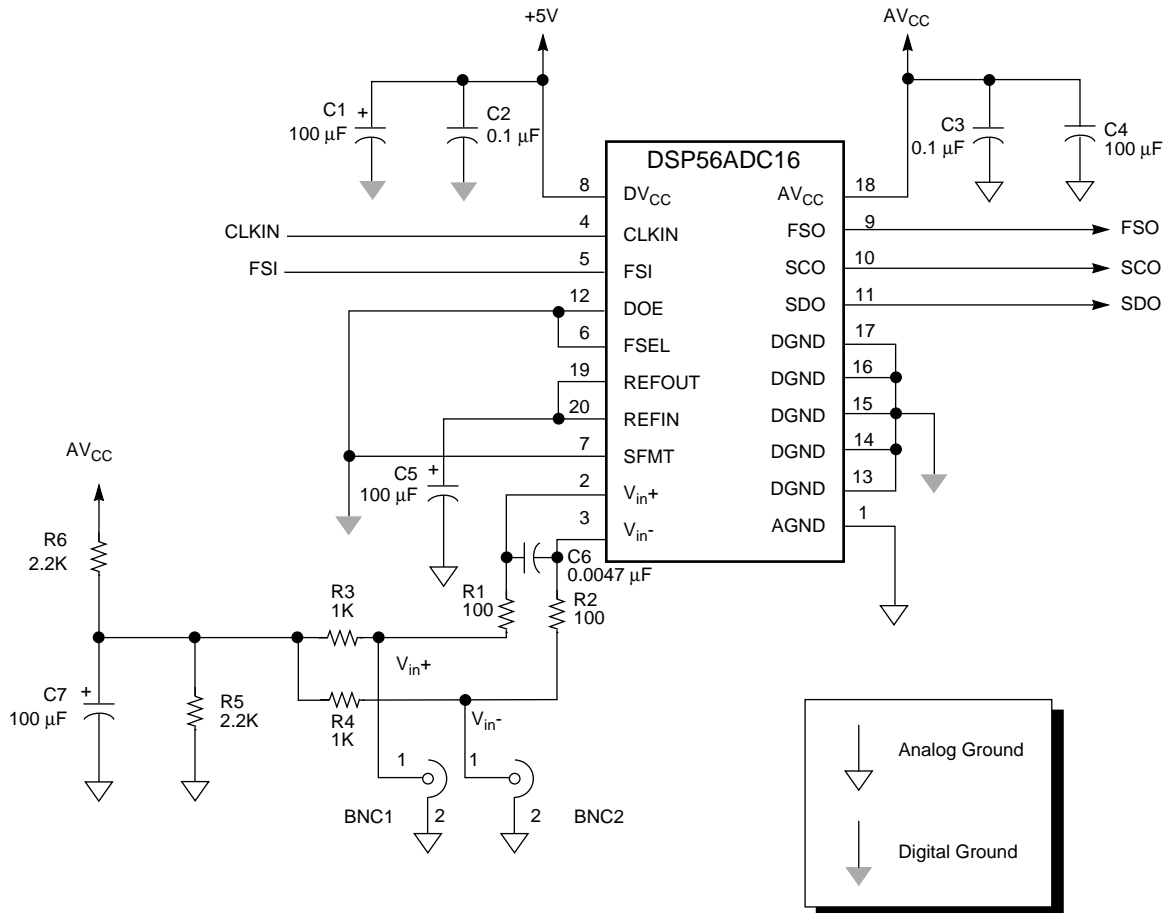 +5V
AVCC
C1
+
100 µF
C2
0.1 µF
C3
0.1 µF
C4
100 µF
DSP56ADC16
8
DVCC
AVCC
18
CLKIN
4
CLKIN
FSO
9
FSO
FSI
5
FSI
SCO
10
SCO
12
DOE
SDO
11
SDO
6
FSEL
DGND
17
19
REFOUT
DGND
16
20
REFIN
DGND
15
7
SFMT
DGND
14
2
Vin+
DGND
13
3
Vin-
AGND
1
AVCC
C5
+
100 µF
R6
2.2K
C6
0.0047 µF
R1
100
R2
100
R3
1K
Vin+
C7
+
100 µF
R5
2.2K
R4
1K
Vin-
1
1
BNC1
2
2
BNC2
Analog Ground
Digital Ground